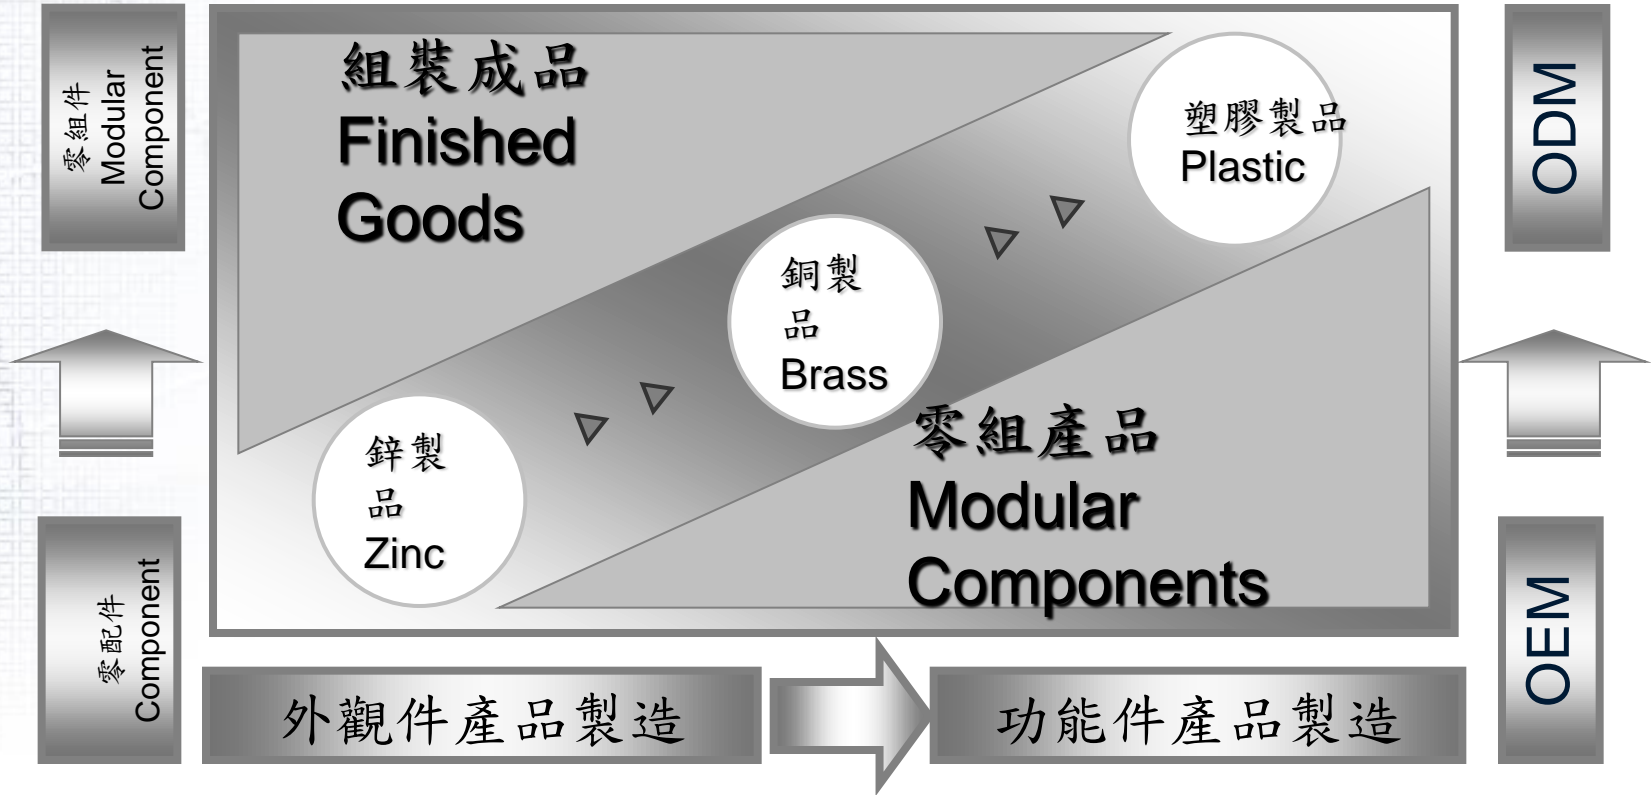 零組件
Modular
Component
組裝成品
Finished
Goods
塑膠製品
Plastic
ODM
銅製
品
Brass
鋅製
品
Zinc
零組產品
Modular
Components
零配件
Component
OEM
外觀件產品製造
功能件產品製造